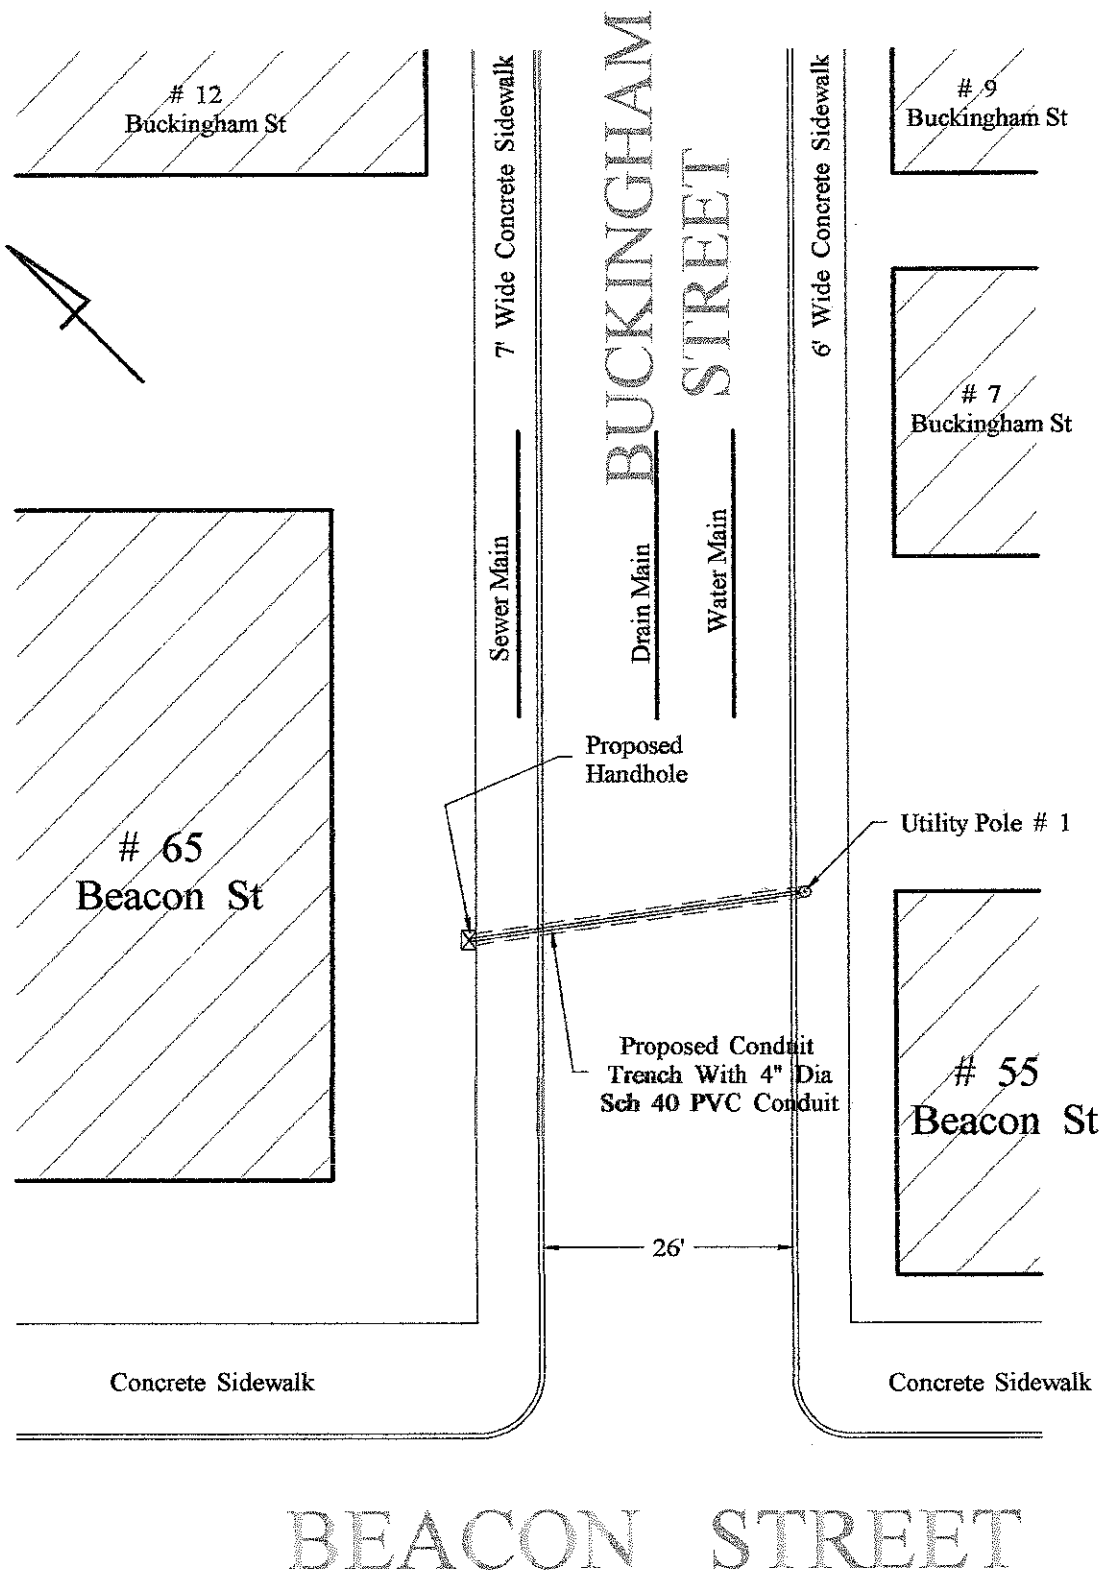 # 12
Buckingham St
7' Wide Concrete Sidewalk
BUCKINGHAM
STREET
6' Wide Concrete Sidewalk
# 9
Buckingham St
# 7
Buckingham St
Sewer Main
Drain Main
Water Main
Proposed
Handhole
Utility Pole # 1
# 65
Beacon St
Proposed Conduit
Trench With 4" Dia
Sch 40 PVC Conduit
# 55
Beacon St
26'
Concrete Sidewalk
Concrete Sidewalk
BEACON STREET